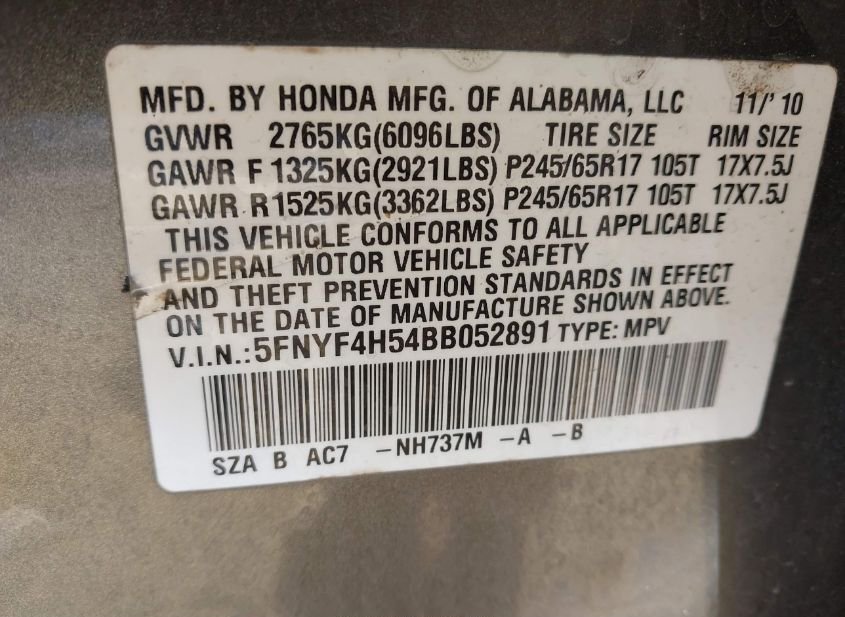 MFD. BY HONDA MFG. OF ALABAMA, LLC 11/' 10
GVWR 2765KG(6096LBS) TIRE SIZE RIM SIZE
GAWR F 1325KG(2921LBS) P245/65R17 105T 17X7.5J
GAWR R1525KG(3362LBS) P245/65R17 105T 17X7.5J
THIS VEHICLE CONFORMS TO ALL APPLICABLE
FEDERAL MOTOR VEHICLE SAFETY
AND THEFT PREVENTION STANDARDS IN EFFECT
ON THE DATE OF MANUFACTURE SHOWN ABOVE.
V.I.N.:5FNYF4H54BB052891 TYPE: MPV
SZA B AC7 -NH737M -A -B